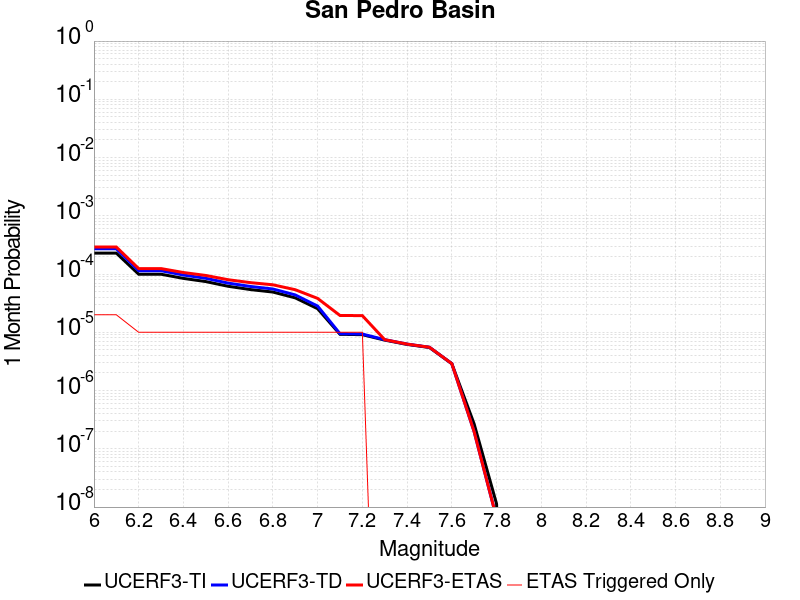 San Pedro Basin
10^0
10^-1
10^-2
10^-3
10^-4
10^-5
10^-6
10^-7
10^-8
1 Month Probability
6 6.2 6.4 6.6 6.8 7 7.2 7.4 7.6 7.8 8 8.2 8.4 8.6 8.8 9
Magnitude
UCERF3-TI UCERF3-TD UCERF3-ETAS ETAS Triggered Only